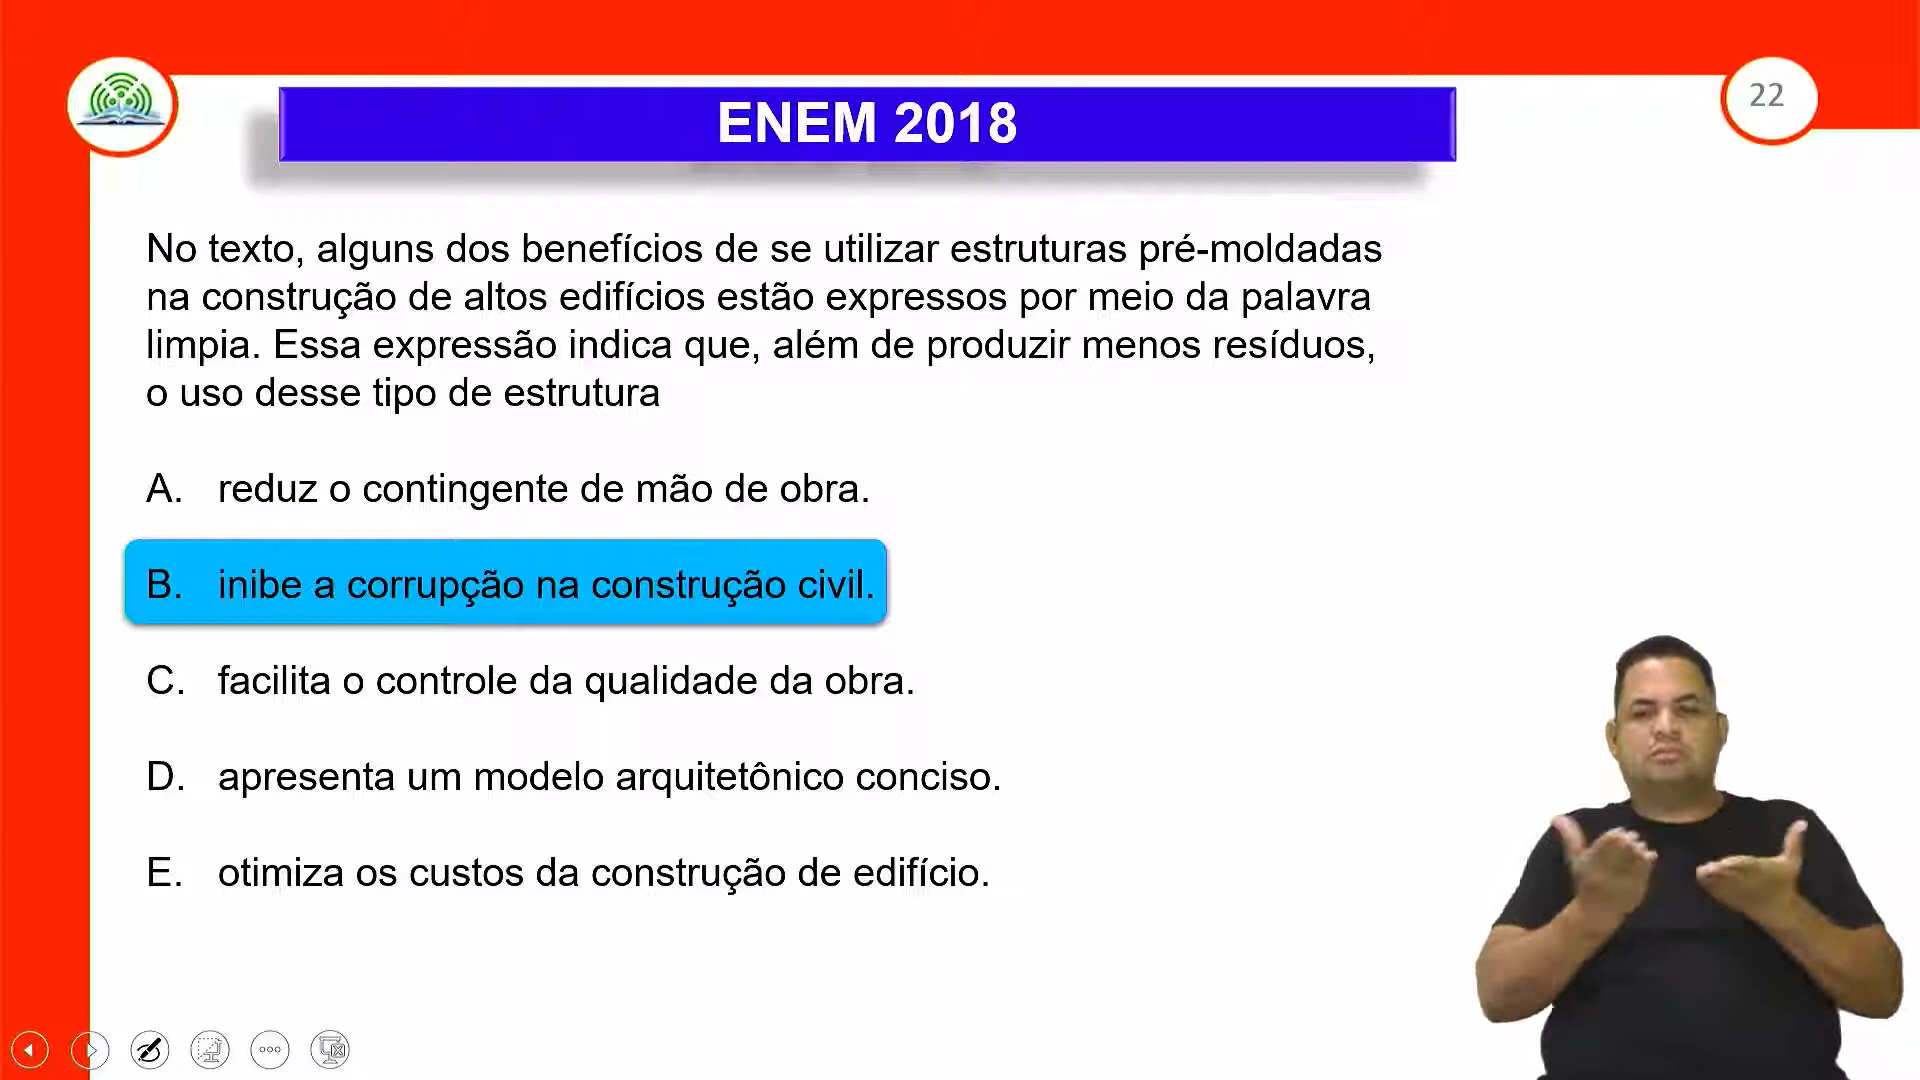 ENEM 2018
22
No texto, alguns dos benefícios de se utilizar estruturas pré-moldadas
na construção de altos edifícios estão expressos por meio da palavra
limpia. Essa expressão indica que, além de produzir menos resíduos,
o uso desse tipo de estrutura
A. reduz o contingente de mão de obra.
B. inibe a corrupção na construção civil.
C. facilita o controle da qualidade da obra.
D. apresenta um modelo arquitetônico conciso.
E. otimiza os custos da construção de edifício.